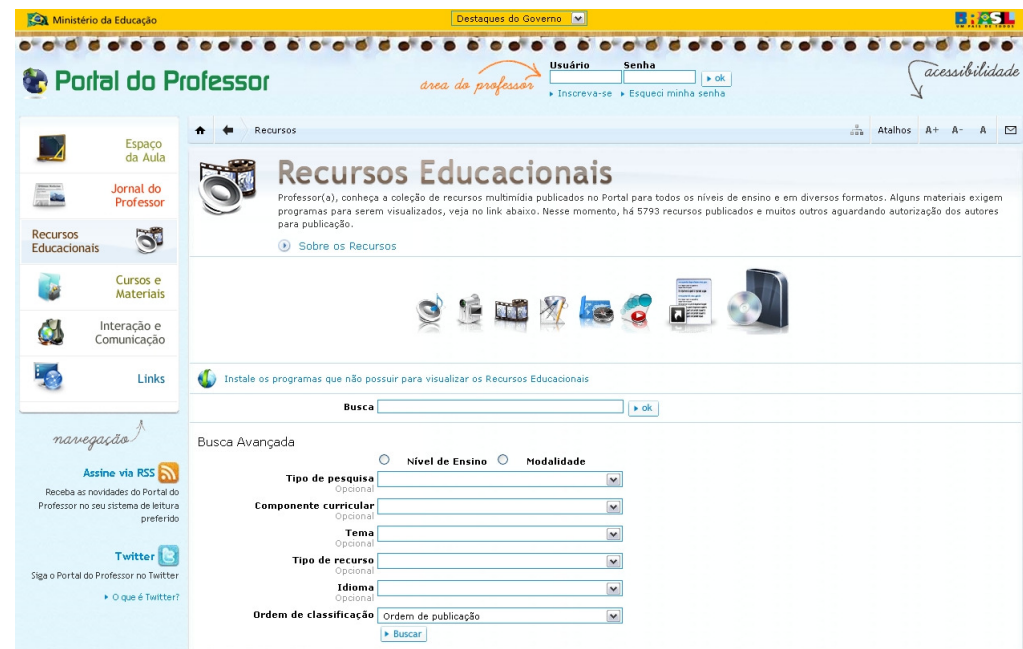 Ministério da Educação
Destaques do Governo
BRASIL
UM PAÍS DE TODOS
Portal do Professor
área do professor
Usuário Senha
ok
Inscreva-se Esqueci minha senha
acessibilidade
Espaço
da Aula
Jornal do
Professor
Recursos
Educacionais
Cursos e
Materiais
Interação e
Comunicação
Links
navegação
Assine via RSS
Receba as novidades do Portal do
Professor no seu sistema de leitura
preferido
Twitter
Siga o Portal do Professor no Twitter
O que é Twitter?
Recursos
Atalhos A+ A- A
Recursos Educacionais
Professor(a), conheça a coleção de recursos multimídia publicados no Portal para todos os níveis de ensino e em diversos formatos. Alguns materiais exigem
programas para serem visualizados, veja no link abaixo. Nesse momento, há 5793 recursos publicados e muitos outros aguardando autorização dos autores
para publicação.
Sobre os Recursos
Instale os programas que não possuir para visualizar os Recursos Educacionais
Busca ok
Busca Avançada
Nível de Ensino Modalidade
Tipo de pesquisa
Opcional
Componente curricular
Opcional
Tema
Opcional
Tipo de recurso
Opcional
Idioma
Opcional
Ordem de classificação Ordem de publicação
Buscar